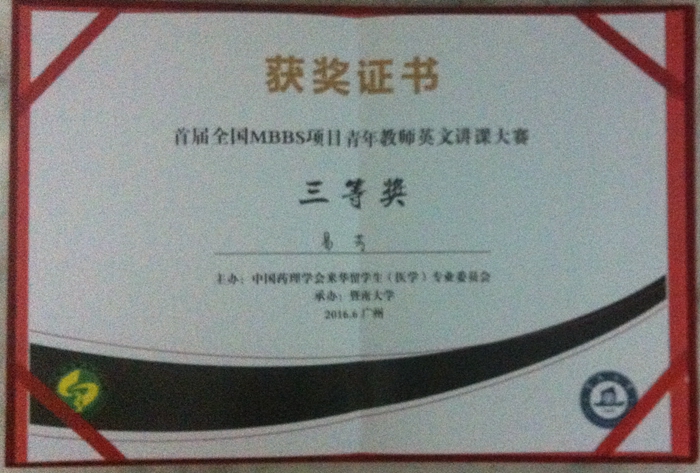 获奖证书
首届全国MBBS项目青年教师英文讲课大赛
三等奖
易
主办：中国药理学会来华留学生（医学）专业委员会
承办：暨南大学
2016.6 广州